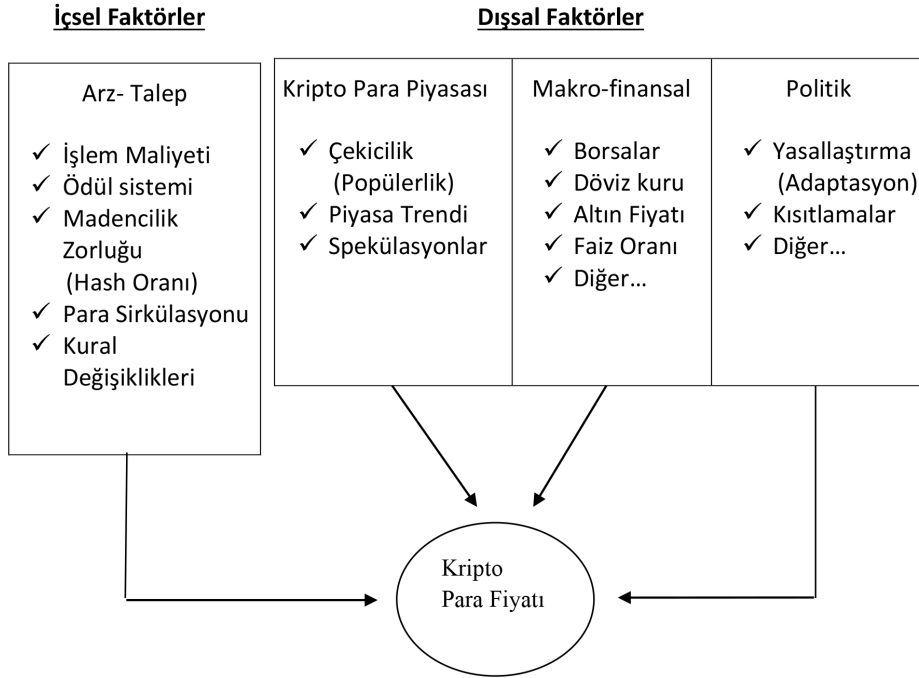 İçsel Faktörler
Dışsal Faktörler
Arz- Talep
✓ İşlem Maliyeti
✓ Ödül sistemi
✓ Madencilik
Zorluğu
(Hash Oranı)
✓ Para Sirkülasyonu
✓ Kural
Değişiklikleri
Kripto Para Piyasası
✓ Çekicilik
(Popülerlik)
✓ Piyasa Trendi
✓ Spekülasyonlar
Makro-finansal
✓ Borsalar
✓ Döviz kuru
✓ Altın Fiyatı
✓ Faiz Oranı
✓ Diğer...
Politik
✓ Yasallaştırma
(Adaptasyon)
✓ Kısıtlamalar
✓ Diğer...
Kripto
Para Fiyatı